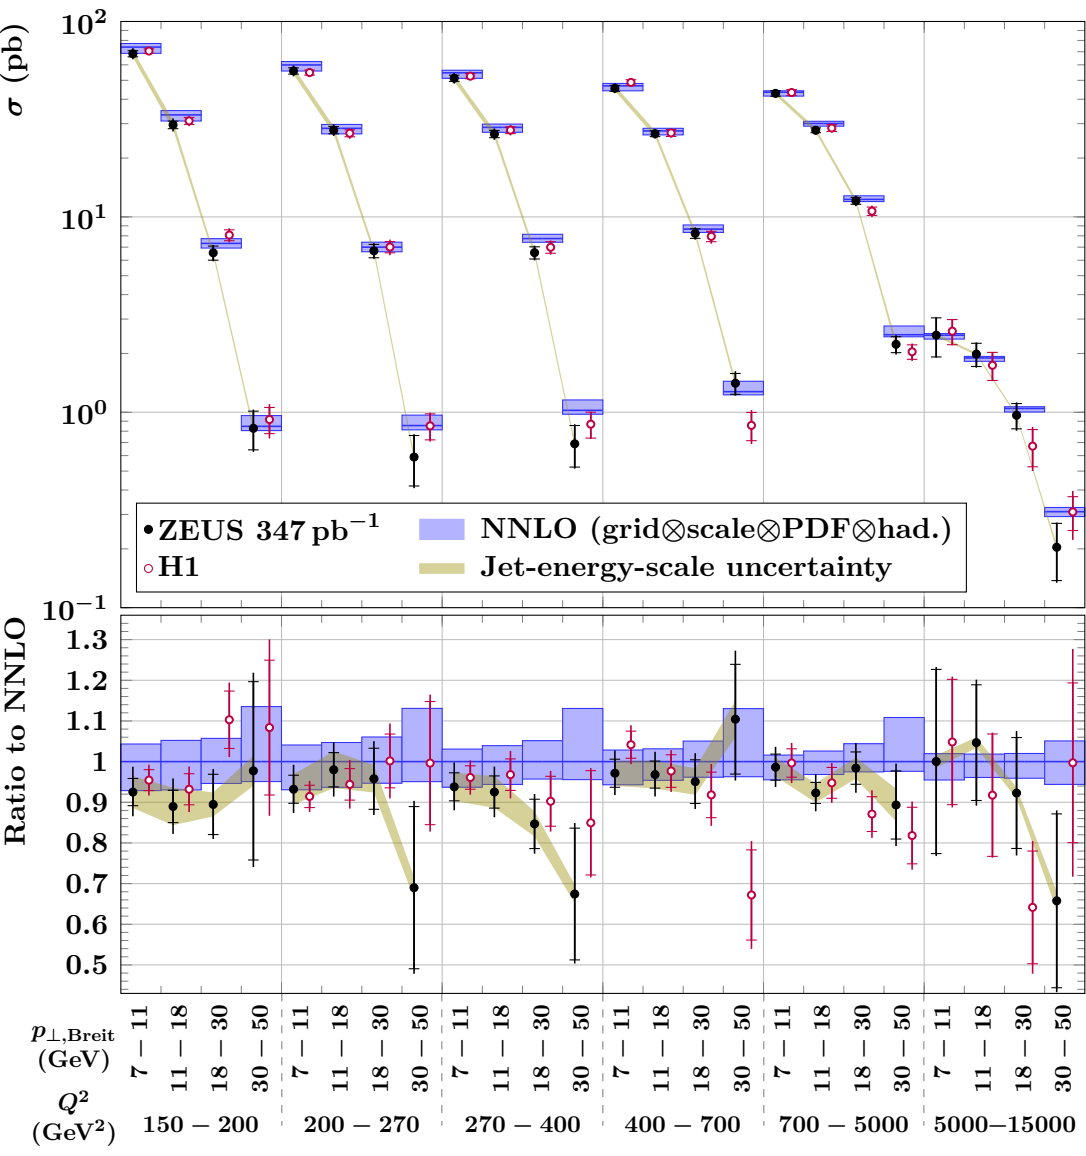 σ (pb)
10²
10¹
10⁰
10⁻¹
ZEUS 347 pb⁻¹
NNLO (grid⊗scale⊗PDF⊗had.)
H1
Jet-energy-scale uncertainty
Ratio to NNLO
1.3
1.2
1.1
1
0.9
0.8
0.7
0.6
0.5
p⊥,Breit
(GeV)
7 – 11
11 – 18
18 – 30
30 – 50
7 – 11
11 – 18
18 – 30
30 – 50
7 – 11
11 – 18
18 – 30
30 – 50
7 – 11
11 – 18
18 – 30
30 – 50
7 – 11
11 – 18
18 – 30
30 – 50
7 – 11
11 – 18
18 – 30
30 – 50
Q²
(GeV²)
150 – 200
200 – 270
270 – 400
400 – 700
700 – 5000
5000–15000